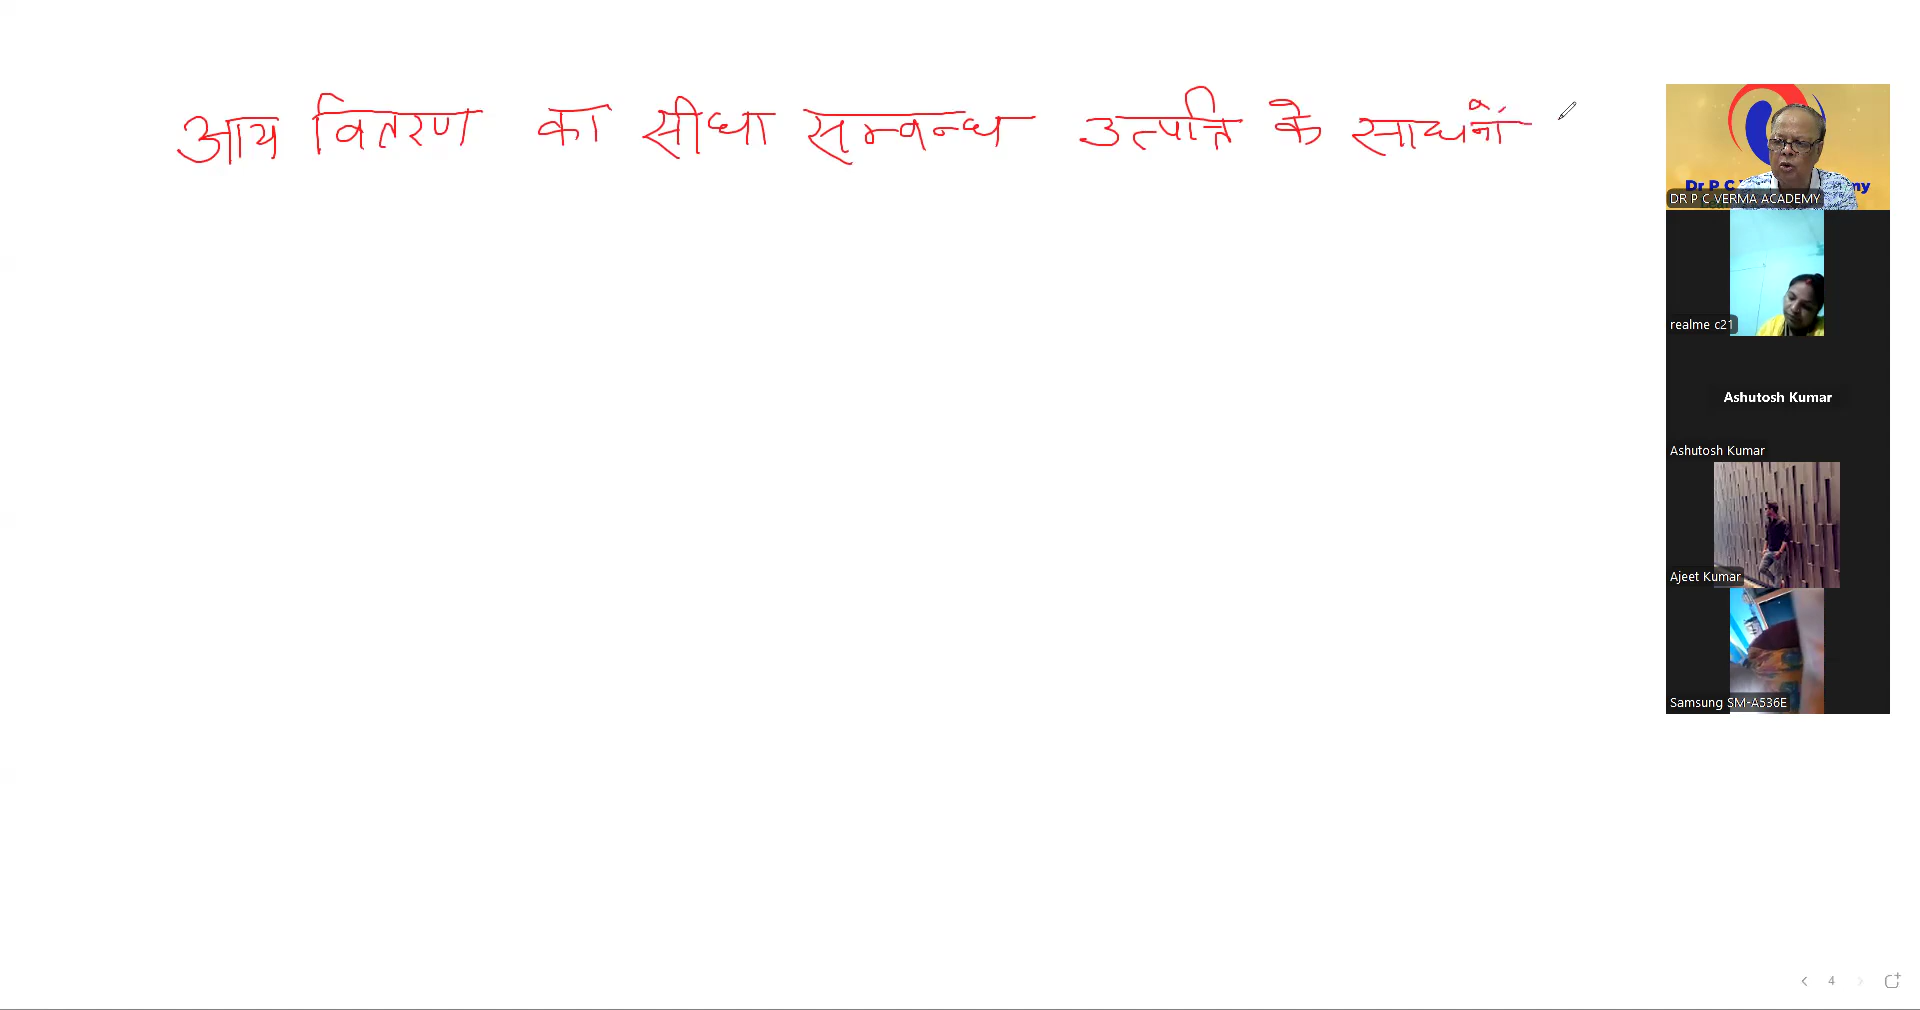 आय वितरण का सीधा सम्वन्ध उत्पत्ति के साधनों
DR P C VERMA ACADEMY
realme c21
Ashutosh Kumar
Ashutosh Kumar
Ajeet Kumar
Samsung SM-A536E
4